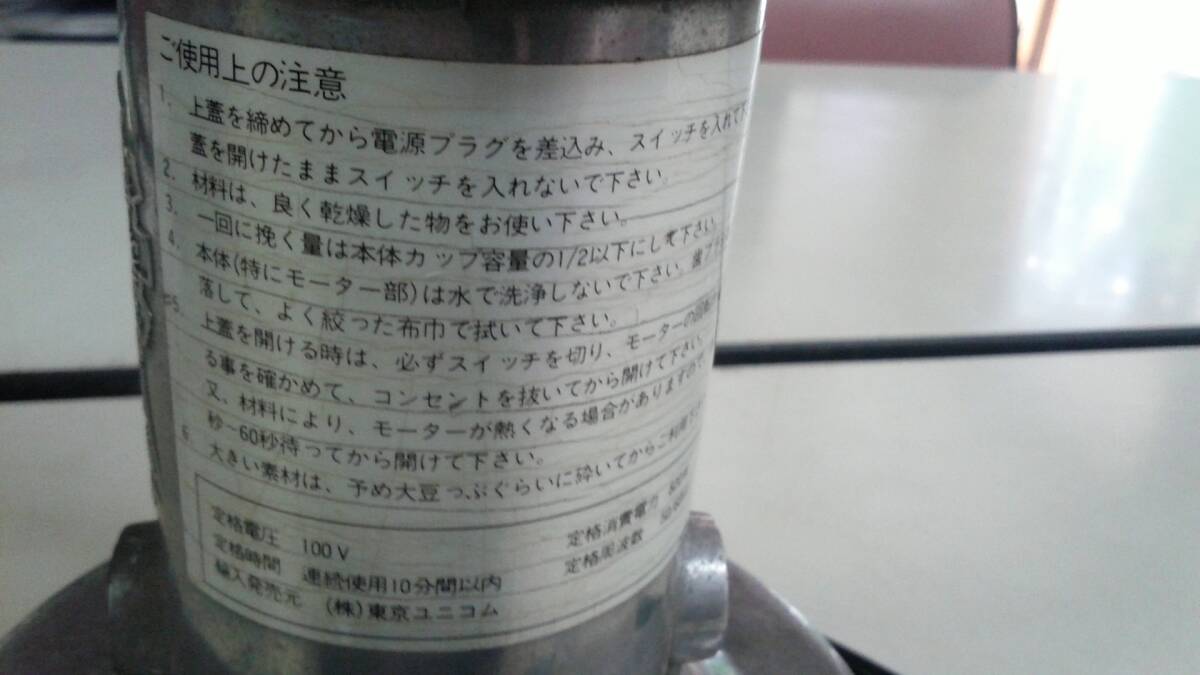 ご使用上の注意
1. 上蓋を締めてから電源プラグを差込み、スイッチを入れて下
蓋を開けたままスイッチを入れないで下さい。
2. 材料は、良く乾燥した物をお使い下さい。
3. 一回に挽く量は本体カップ容量の1/2以下にして下さい。
4. 本体(特にモーター部)は水で洗浄しないで下さい。歯ブラ
落して、よく絞った布巾で拭いて下さい。
5. 上蓋を開ける時は、必ずスイッチを切り、モーターの回転
る事を確かめて、コンセントを抜いてから開けて下さい。
又、材料により、モーターが熱くなる場合がありますので
秒~60秒待ってから開けて下さい。
6. 大きい素材は、予め大豆つぶぐらいに砕いてからご利用下
定格電圧 100V 定格消費電力
定格時間 連続使用10分間以内 定格周波数
輸入発売元 (株)東京ユニコム